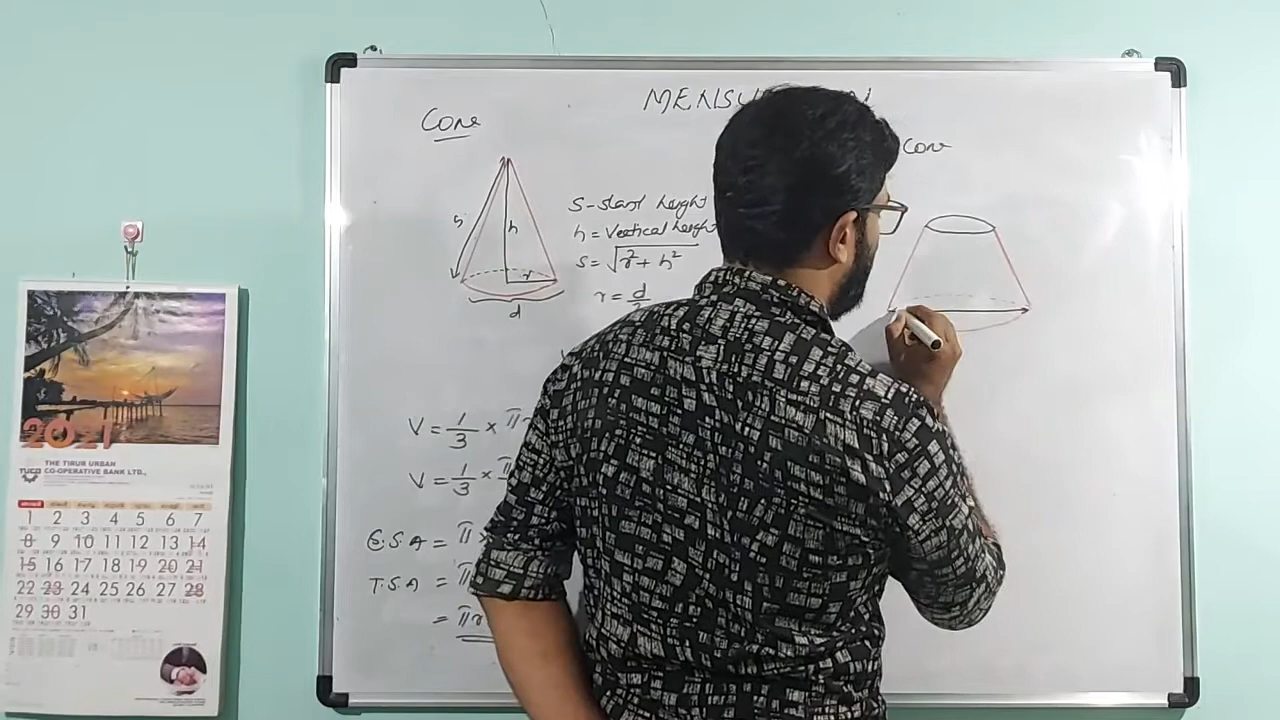 MENSU
Cone
Cone
S
h
r
d
S-slant height
h = Vertical height
S = √r²+h²
r = d
V = 1/3 × π
V = 1/3 × π
C.S.A = π
T.S.A = π
= πr
2021
THE TIRUR URBAN
CO-OPERATIVE BANK LTD.,
TUCO
1 2 3 4 5 6 7
8 9 10 11 12 13 14
15 16 17 18 19 20 21
22 23 24 25 26 27 28
29 30 31